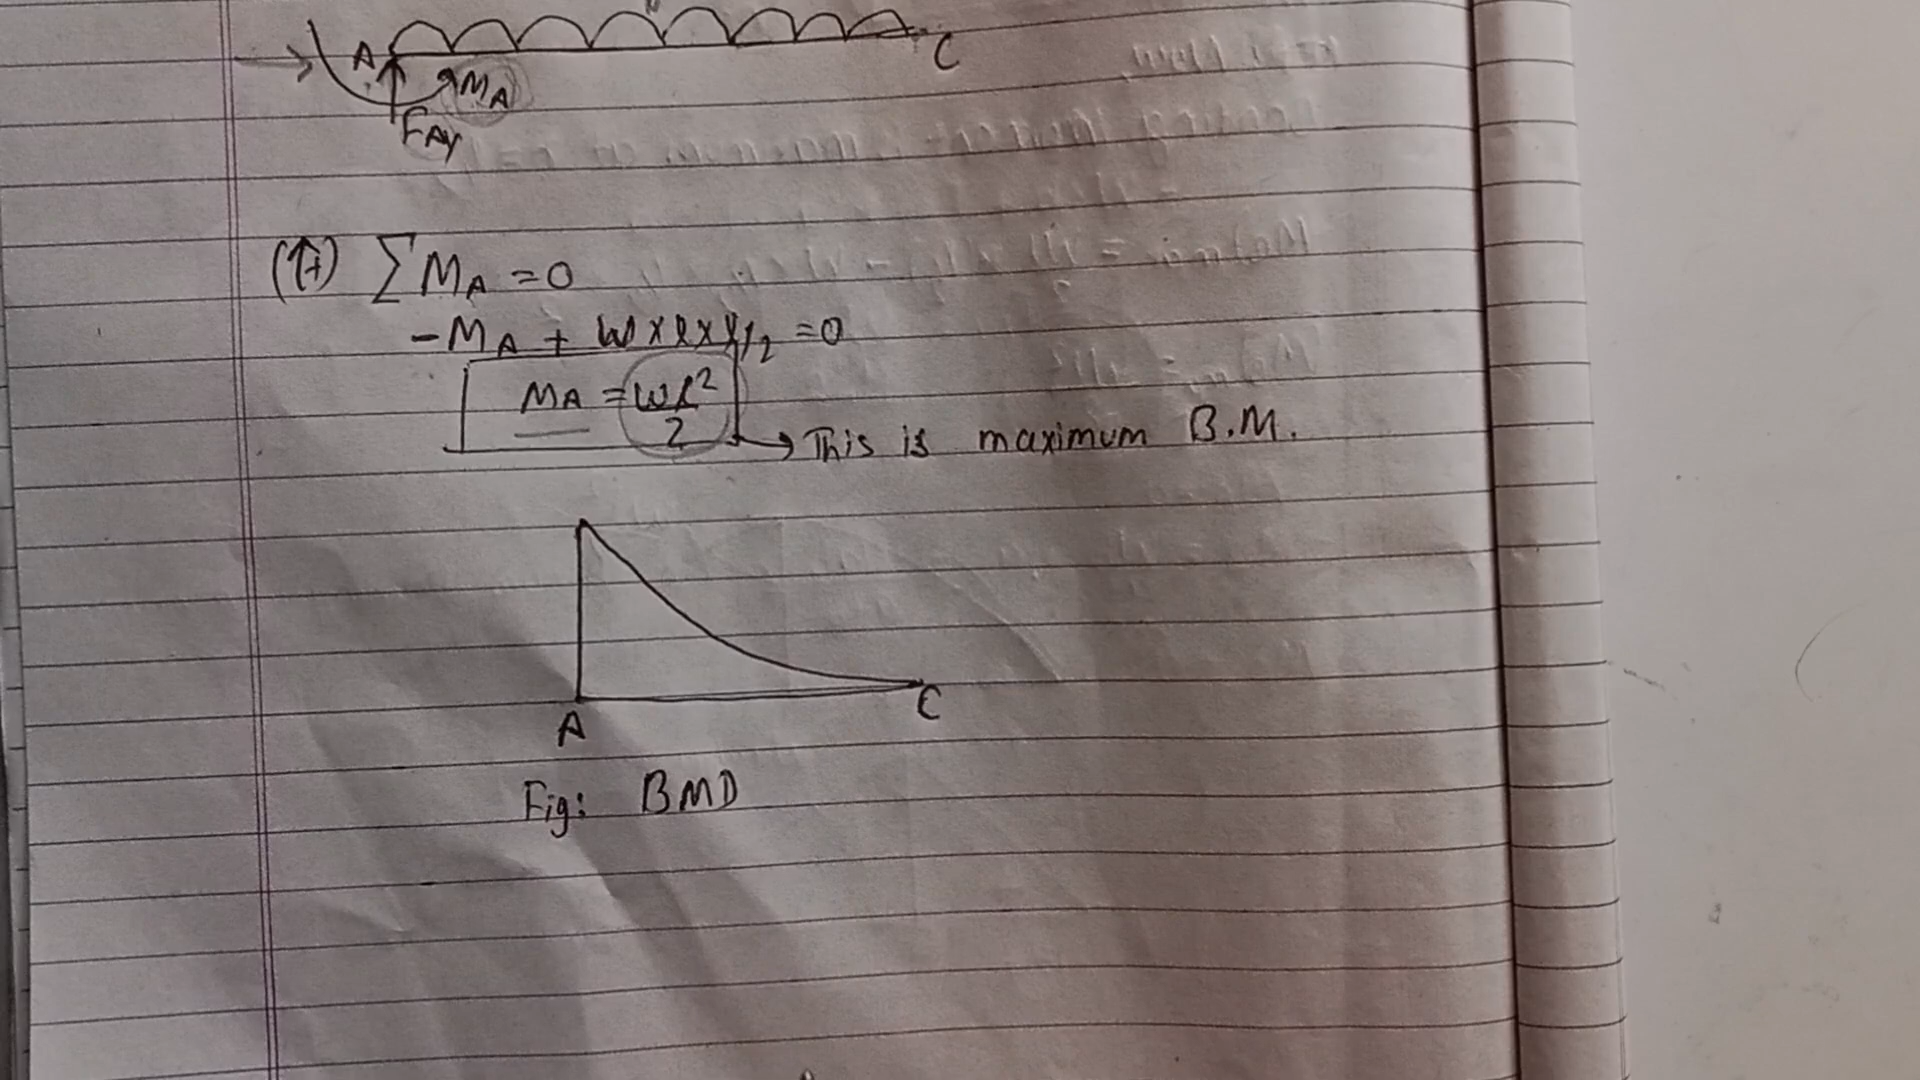 A C
MA
FAY
(+) ∑ MA = 0
- MA + W x l x l/2 = 0
MA = wl²/2
→ This is maximum B.M.
A C
Fig: BMD